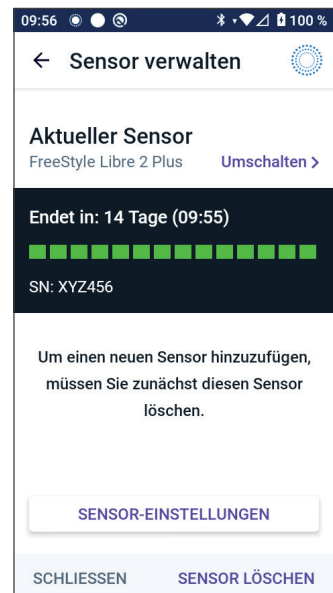 09:56 100 %
Sensor verwalten
Aktueller Sensor
FreeStyle Libre 2 Plus Umschalten >
Endet in: 14 Tage (09:55)
SN: XYZ456
Um einen neuen Sensor hinzuzufügen,
müssen Sie zunächst diesen Sensor
löschen.
SENSOR-EINSTELLUNGEN
SCHLIESSEN SENSOR LÖSCHEN